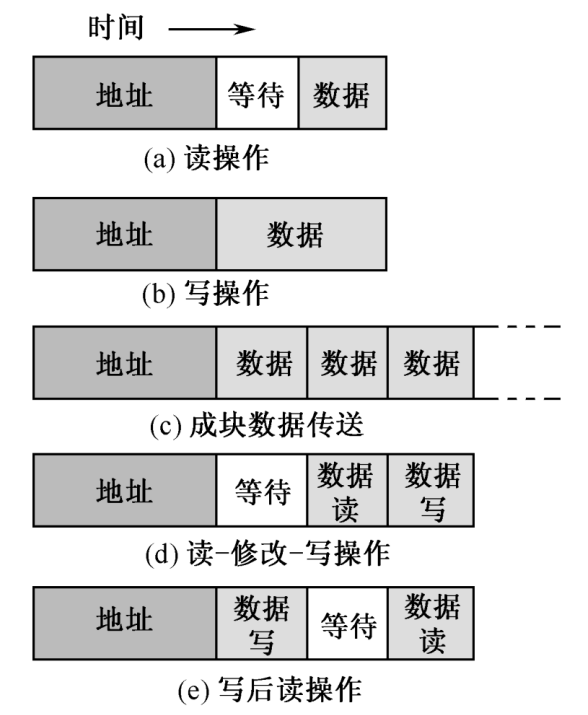 时间
地址 等待 数据
(a) 读操作
地址 数据
(b) 写操作
地址 数据 数据 数据
(c) 成块数据传送
地址 等待 数据读 数据写
(d) 读-修改-写操作
地址 数据写 等待 数据读
(e) 写后读操作